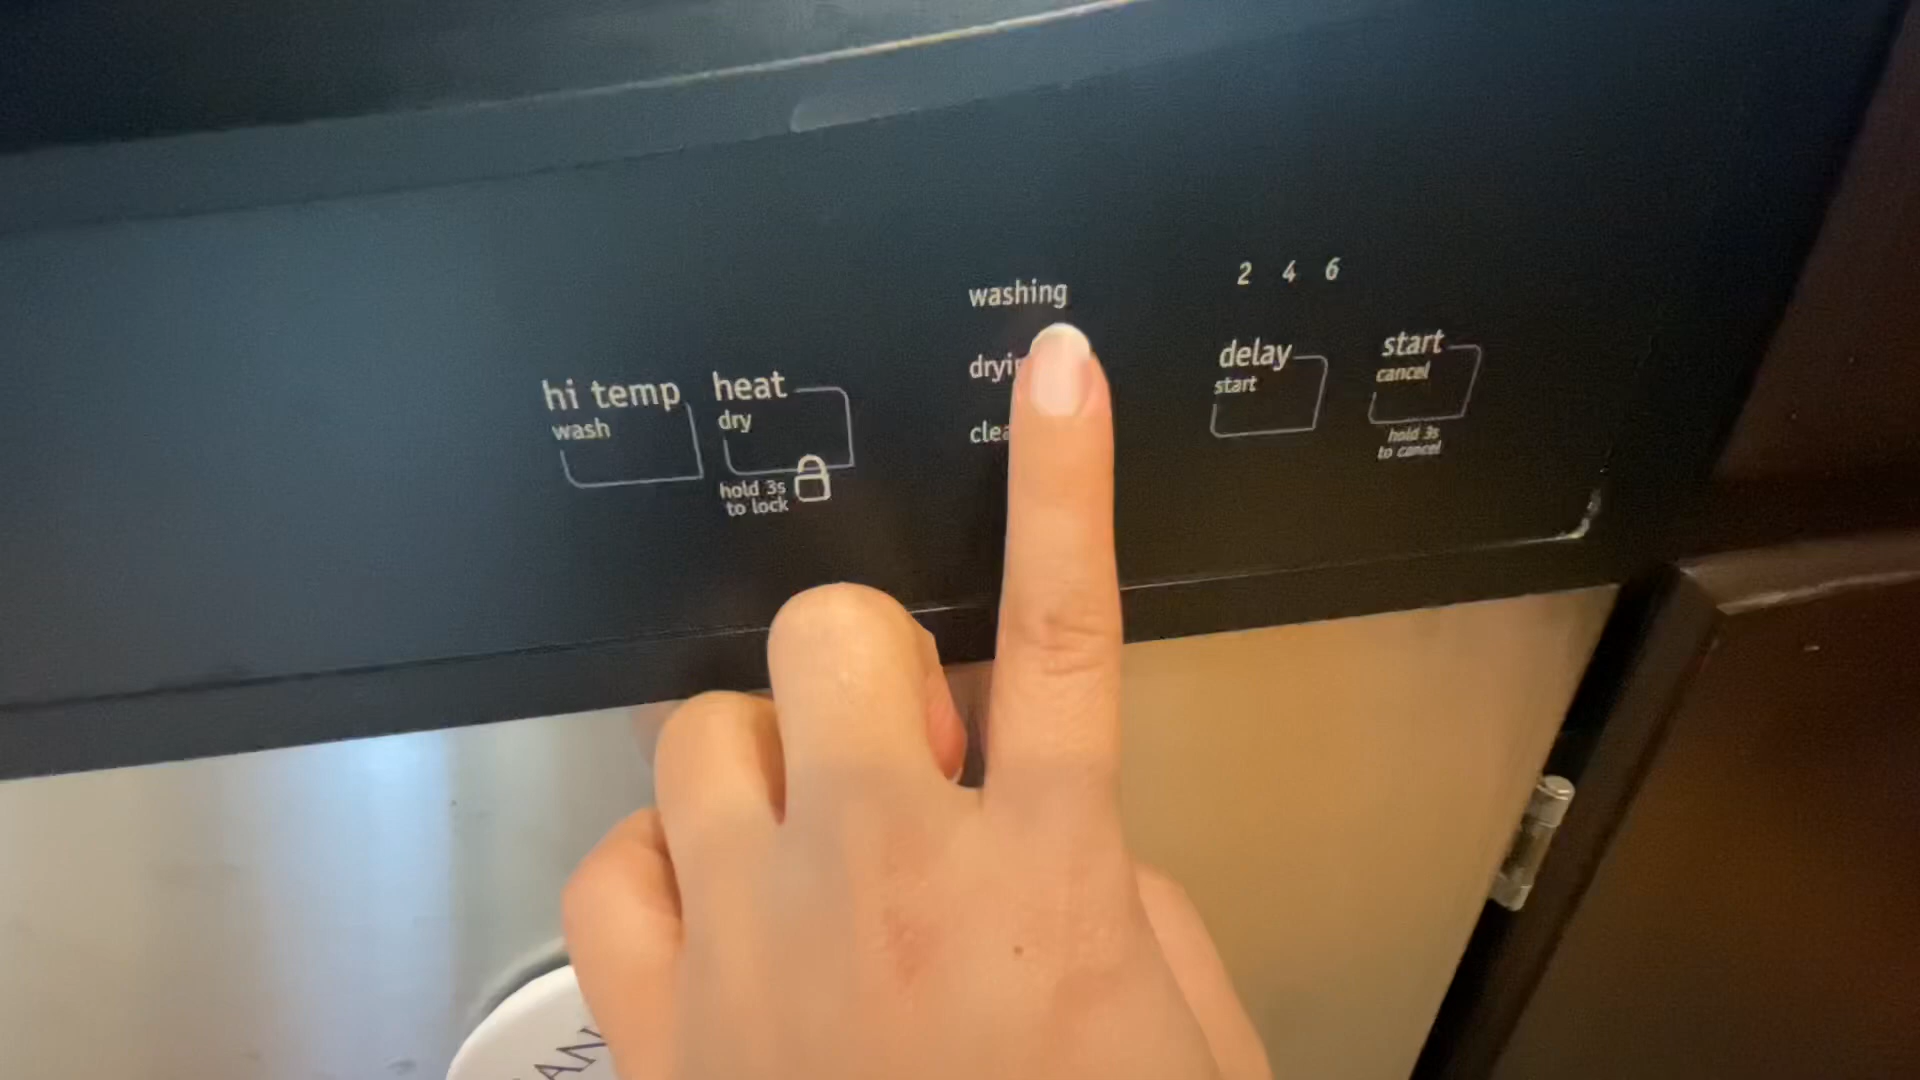 hi temp
wash
heat
dry
hold 3s
to lock
washing
2 4 6
delay
start
start
cancel
hold 3s
to cancel